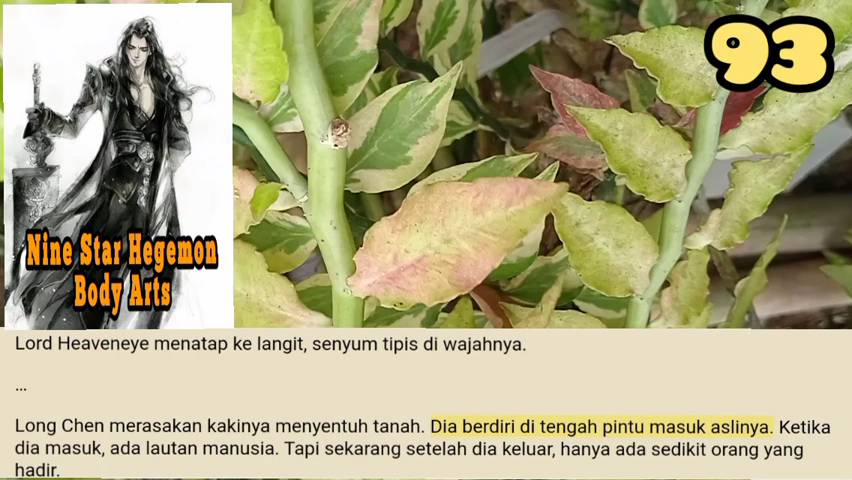 93
Nine Star Hegemon
Body Arts
Lord Heaveneye menatap ke langit, senyum tipis di wajahnya.
...
Long Chen merasakan kakinya menyentuh tanah. Dia berdiri di tengah pintu masuk aslinya. Ketika
dia masuk, ada lautan manusia. Tapi sekarang setelah dia keluar, hanya ada sedikit orang yang
hadir.